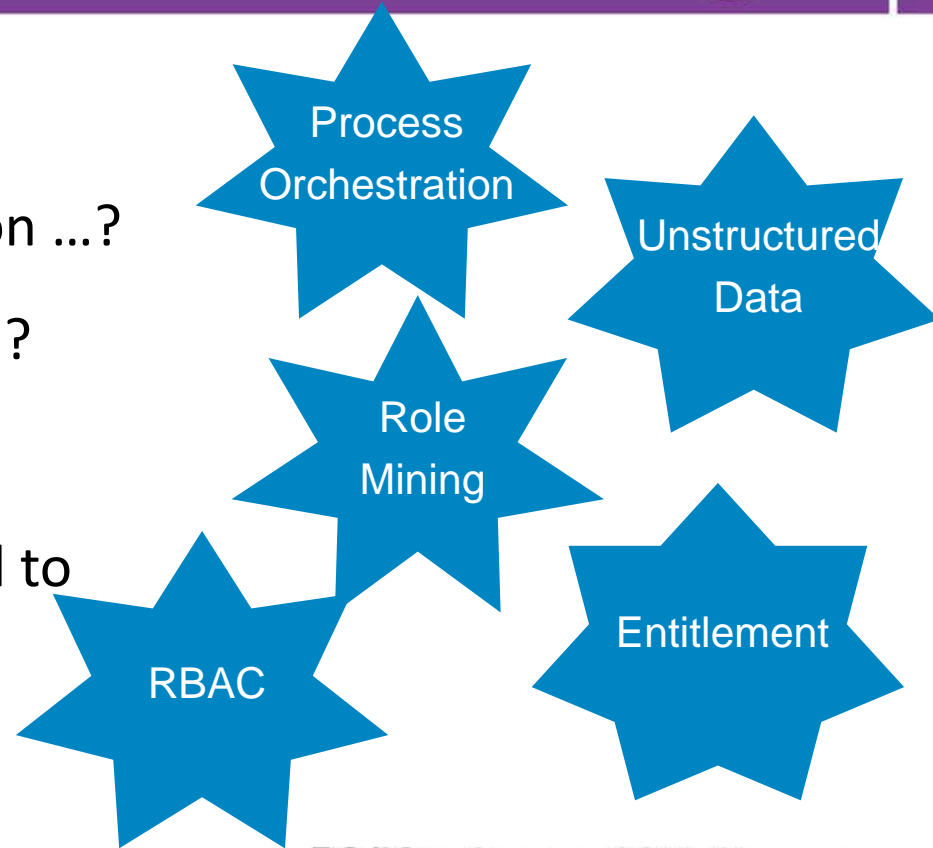 Process
Orchestration
on ...?
Unstructured
Data
?
Role
Mining
to
RBAC
Entitlement